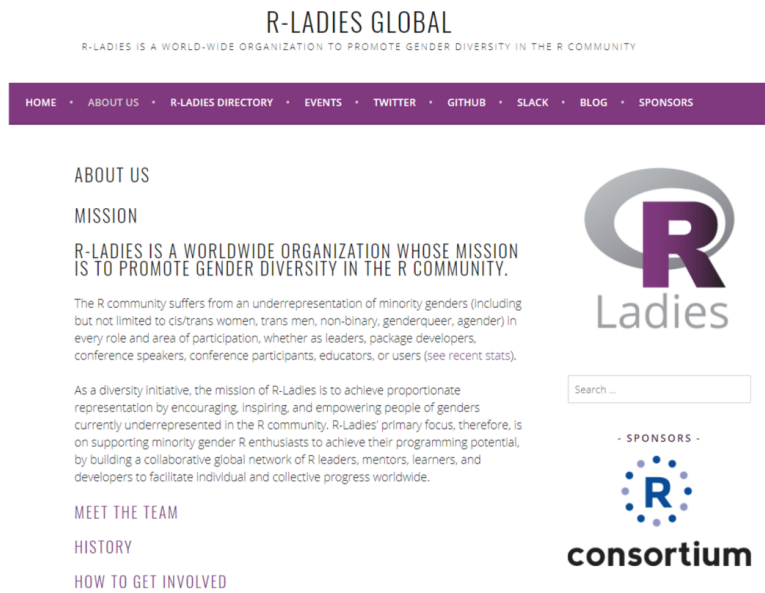 R-LADIES GLOBAL
R-LADIES IS A WORLD-WIDE ORGANIZATION TO PROMOTE GENDER DIVERSITY IN THE R COMMUNITY
HOME • ABOUT US • R-LADIES DIRECTORY • EVENTS • TWITTER • GITHUB • SLACK • BLOG • SPONSORS
ABOUT US
MISSION
R-LADIES IS A WORLDWIDE ORGANIZATION WHOSE MISSION
IS TO PROMOTE GENDER DIVERSITY IN THE R COMMUNITY.
The R community suffers from an underrepresentation of minority genders (including
but not limited to cis/trans women, trans men, non-binary, genderqueer, agender) in
every role and area of participation, whether as leaders, package developers,
conference speakers, conference participants, educators, or users (see recent stats).
As a diversity initiative, the mission of R-Ladies is to achieve proportionate
representation by encouraging, inspiring, and empowering people of genders
currently underrepresented in the R community. R-Ladies' primary focus, therefore, is
on supporting minority gender R enthusiasts to achieve their programming potential,
by building a collaborative global network of R leaders, mentors, learners, and
developers to facilitate individual and collective progress worldwide.
MEET THE TEAM
HISTORY
HOW TO GET INVOLVED
R
Ladies
Search ...
- SPONSORS -
R
consortium